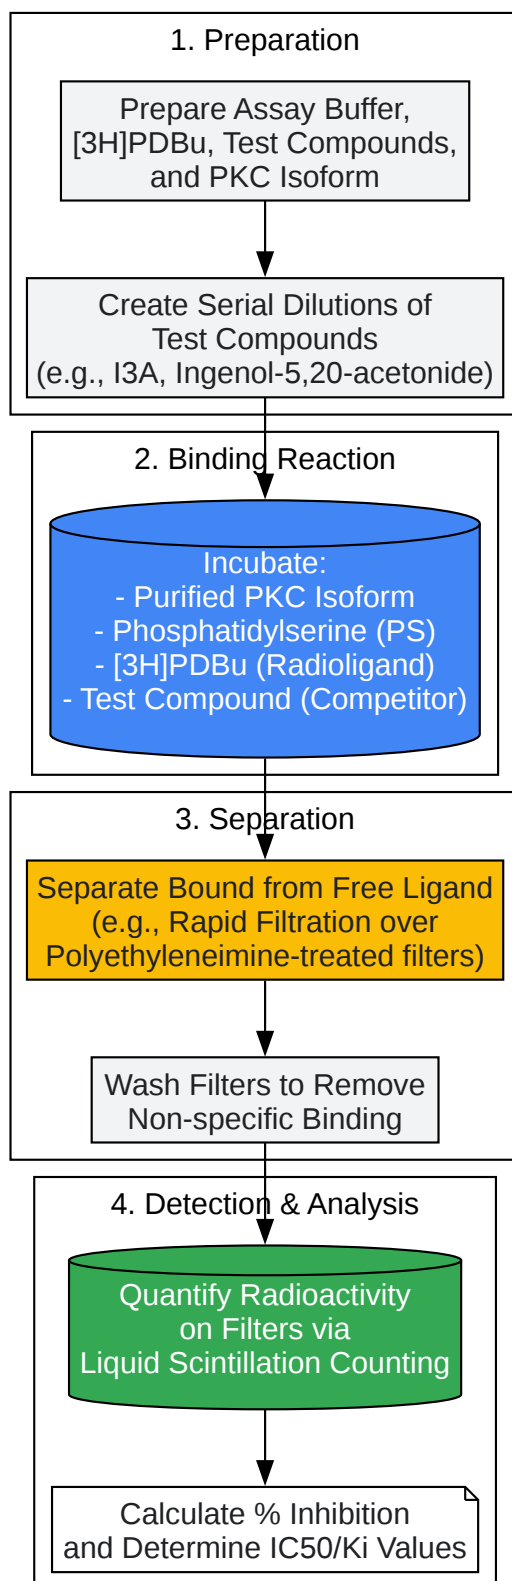 1. Preparation
Prepare Assay Buffer,
[3H]PDBu, Test Compounds,
and PKC Isoform
Create Serial Dilutions of
Test Compounds
(e.g., I3A, Ingenol-5,20-acetonide)
2. Binding Reaction
Incubate:
- Purified PKC Isoform
- Phosphatidylserine (PS)
- [3H]PDBu (Radioligand)
- Test Compound (Competitor)
3. Separation
Separate Bound from Free Ligand
(e.g., Rapid Filtration over
Polyethyleneimine-treated filters)
Wash Filters to Remove
Non-specific Binding
4. Detection & Analysis
Quantify Radioactivity
on Filters via
Liquid Scintillation Counting
Calculate % Inhibition
and Determine IC50/Ki Values